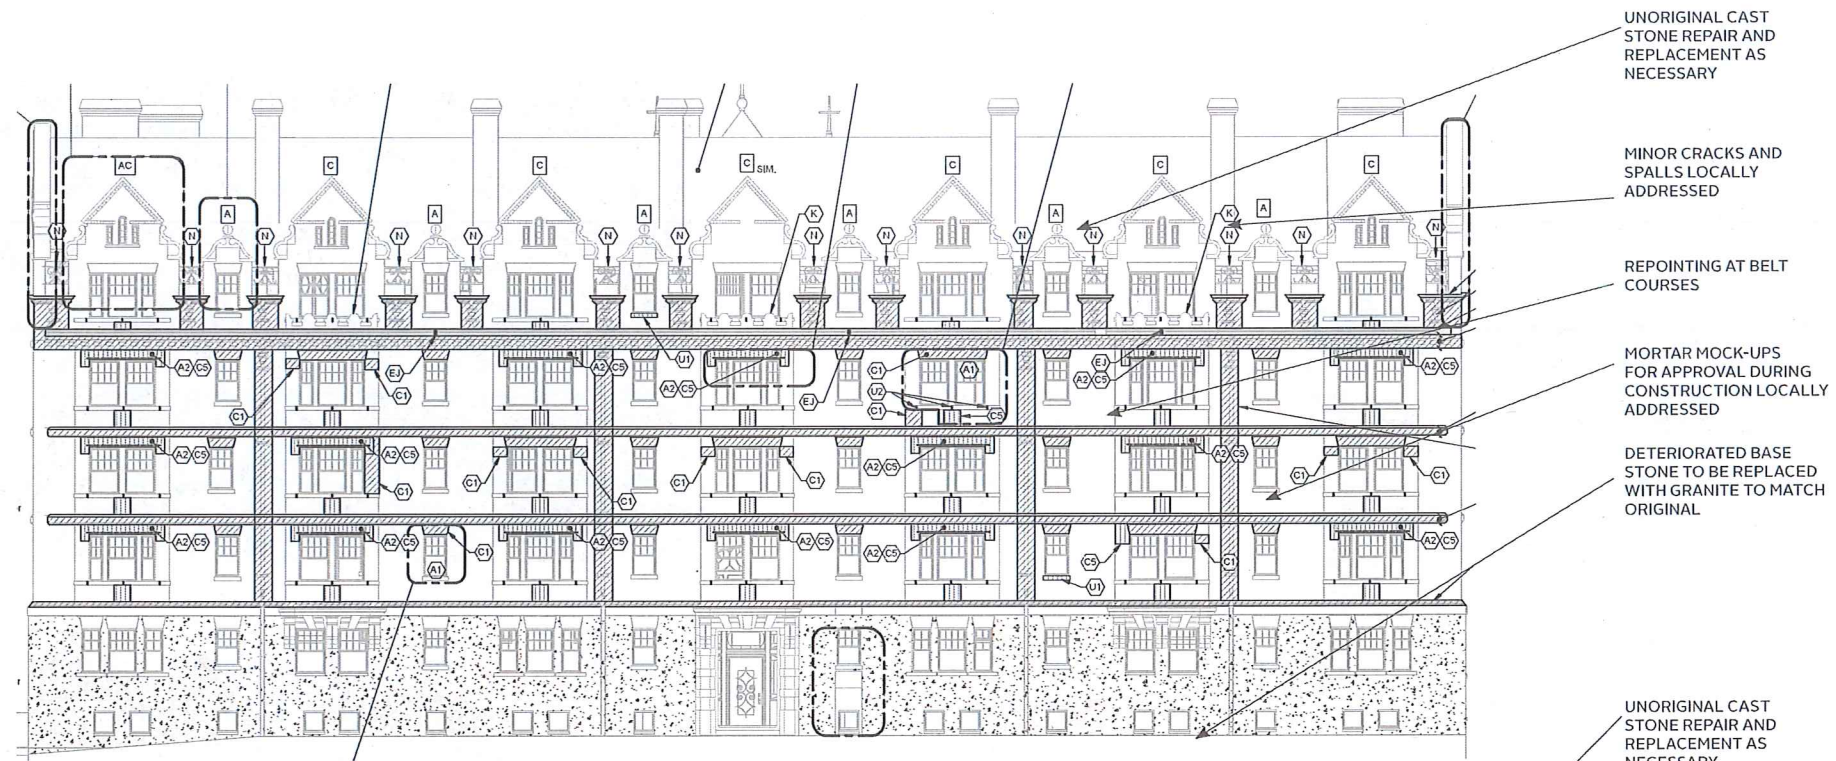 UNORIGINAL CAST
STONE REPAIR AND
REPLACEMENT AS
NECESSARY
MINOR CRACKS AND
SPALLS LOCALLY
ADDRESSED
REPOINTING AT BELT
COURSES
MORTAR MOCK-UPS
FOR APPROVAL DURING
CONSTRUCTION LOCALLY
ADDRESSED
DETERIORATED BASE
STONE TO BE REPLACED
WITH GRANITE TO MATCH
ORIGINAL
UNORIGINAL CAST
STONE REPAIR AND
REPLACEMENT AS
NECESSARY
AC C C C SIM. C C C
A A A A A A
K K
N N N N N N N N N N N N N N
U1
A2 C5 A2 C5 A2 C5 C1 A1 EJ A2 C5 A2 C5
C1 C1 EJ EJ U2 C1 C5
A2 C5 A2 C5 C1 C1 C1 C1 C1 A2 C5 A2 C5 C1 C1
A2 C5 A2 C5 C1 A2 C5 A2 C5 A2 C5 C5 C1 A2 C5
A1 U1